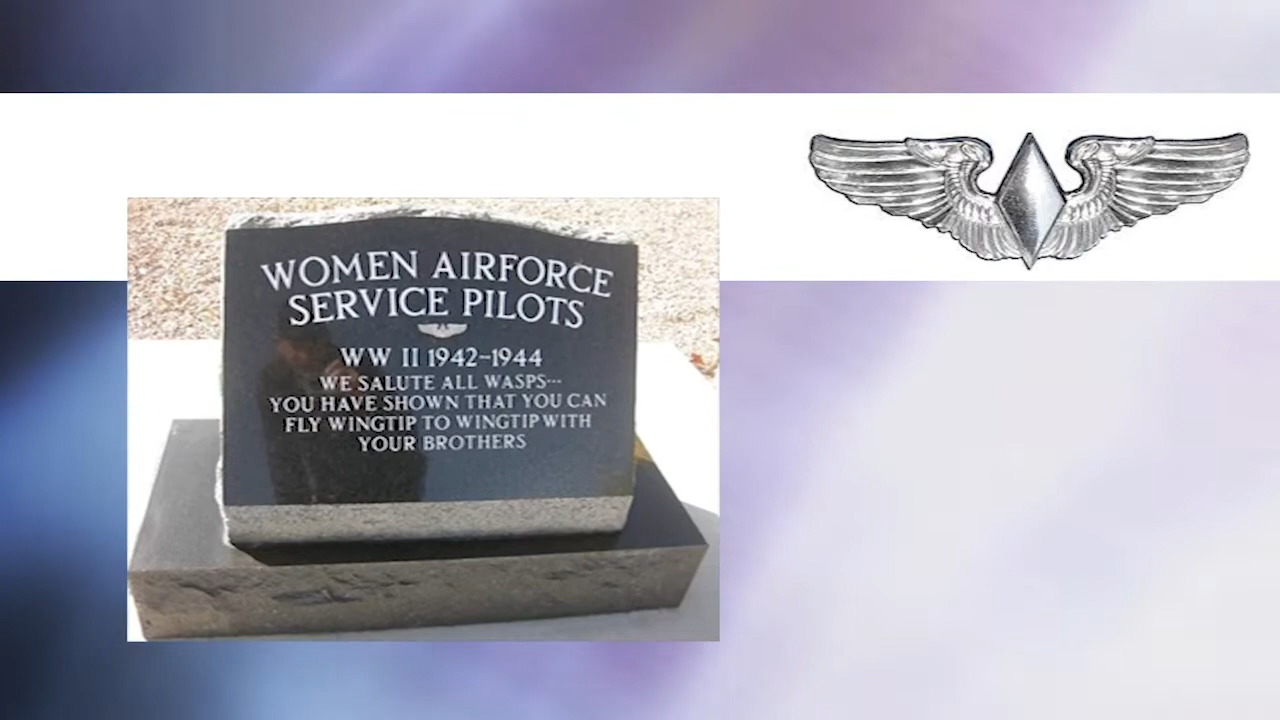 WOMEN AIRFORCE
SERVICE PILOTS
WW II 1942-1944
WE SALUTE ALL WASPS...
YOU HAVE SHOWN THAT YOU CAN
FLY WINGTIP TO WINGTIP WITH
YOUR BROTHERS